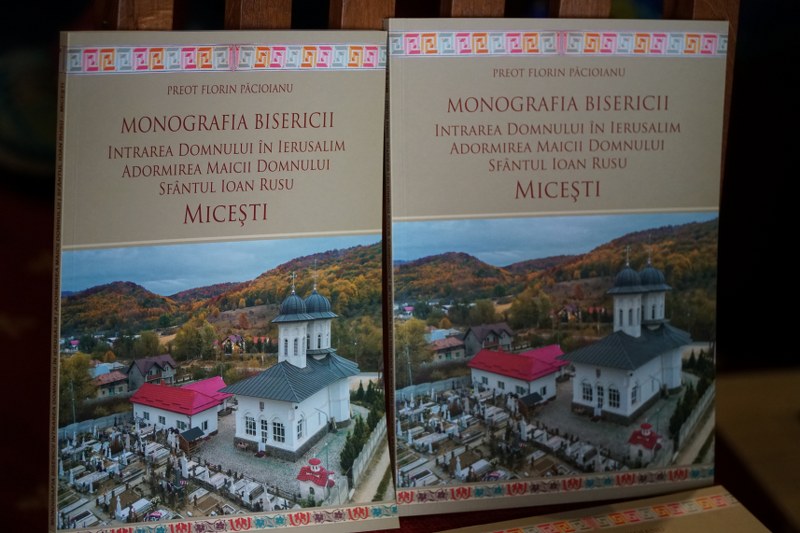 PREOT FLORIN PĂCIOIANU
MONOGRAFIA BISERICII
INTRAREA DOMNULUI ÎN IERUSALIM
ADORMIREA MAICII DOMNULUI
SFÂNTUL IOAN RUSU
MICEŞTI
PREOT FLORIN PĂCIOIANU
MONOGRAFIA BISERICII
INTRAREA DOMNULUI ÎN IERUSALIM
ADORMIREA MAICII DOMNULUI
SFÂNTUL IOAN RUSU
MICEŞTI